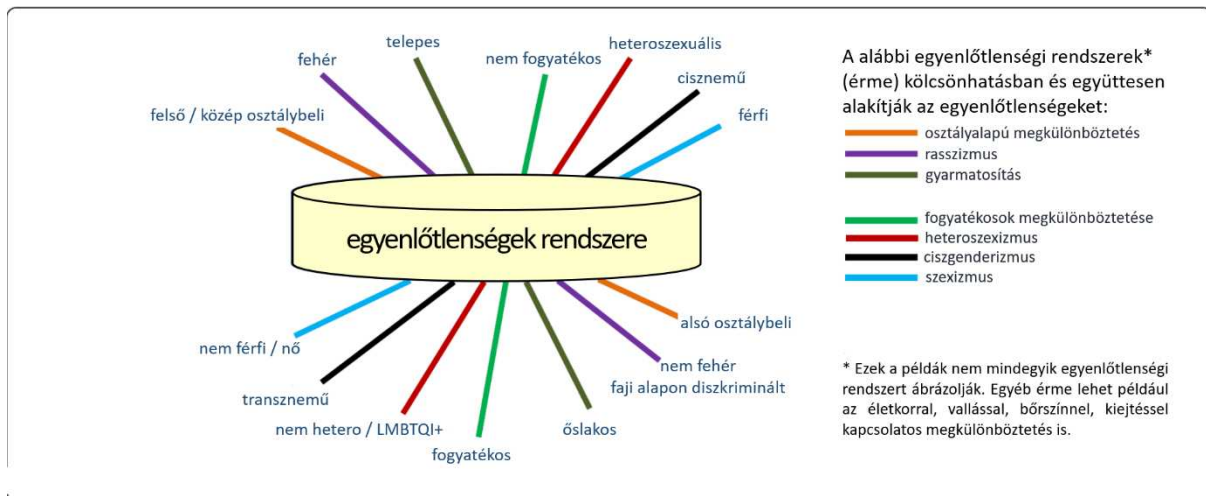 telepes
heteroszexuális
fehér
nem fogyatékos
cisznemű
felső / közép osztálybeli
férfi
egyenlőtlenségek rendszere
nem férfi / nő
alsó osztálybeli
transznemű
nem fehér
faji alapon diszkriminált
nem hetero / LMBTQI+
őslakos
fogyatékos
A alábbi egyenlőtlenségi rendszerek*
(érme) kölcsönhatásban és együttesen
alakítják az egyenlőtlenségeket:
osztályalapú megkülönböztetés
rasszizmus
gyarmatosítás
fogyatékosok megkülönböztetése
heteroszexizmus
ciszgenderizmus
szexizmus
* Ezek a példák nem mindegyik egyenlőtlenségi
rendszert ábrázolják. Egyéb érme lehet például
az életkorral, vallással, bőrszínnel, kiejtéssel
kapcsolatos megkülönböztetés is.